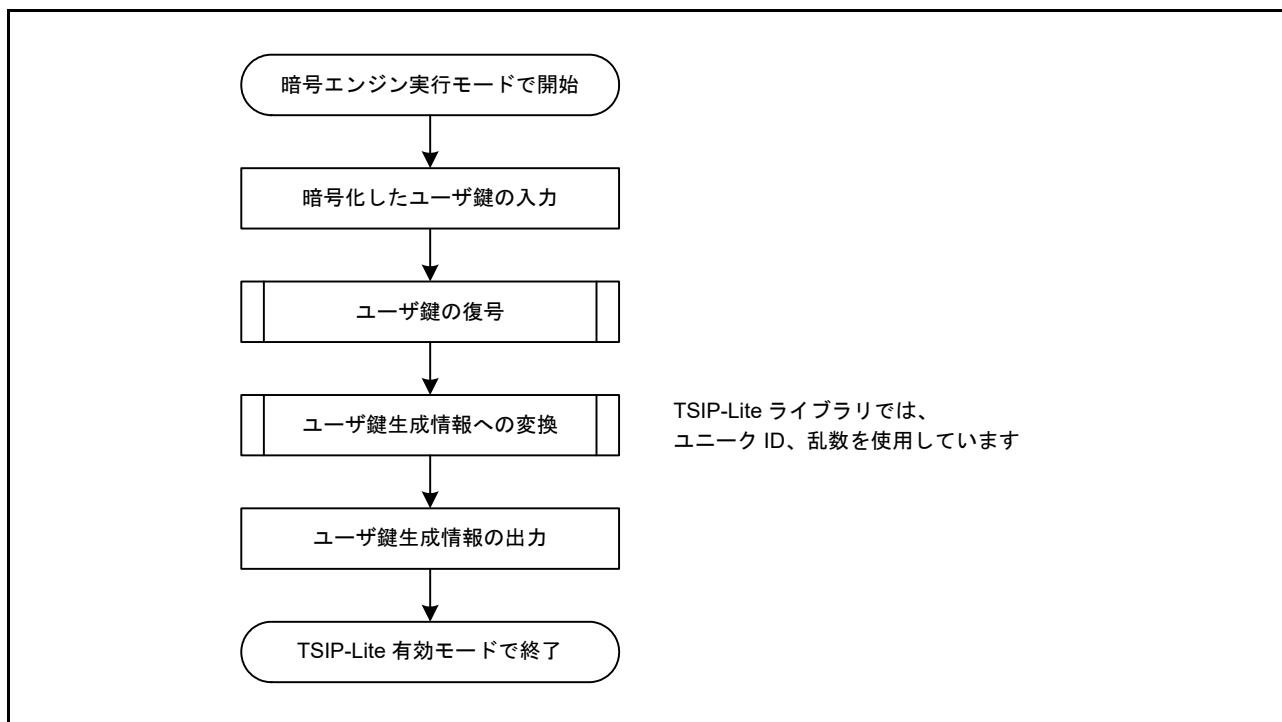 暗号エンジン実行モードで開始
暗号化したユーザ鍵の入力
ユーザ鍵の復号
ユーザ鍵生成情報への変換
TSIP-Lite ライブラリでは、
ユニーク ID、乱数を使用しています
ユーザ鍵生成情報の出力
TSIP-Lite 有効モードで終了